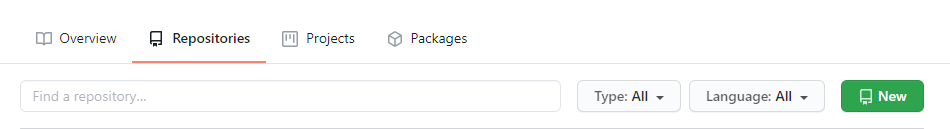 Overview Repositories Projects Packages
Find a repository... Type: All Language: All New